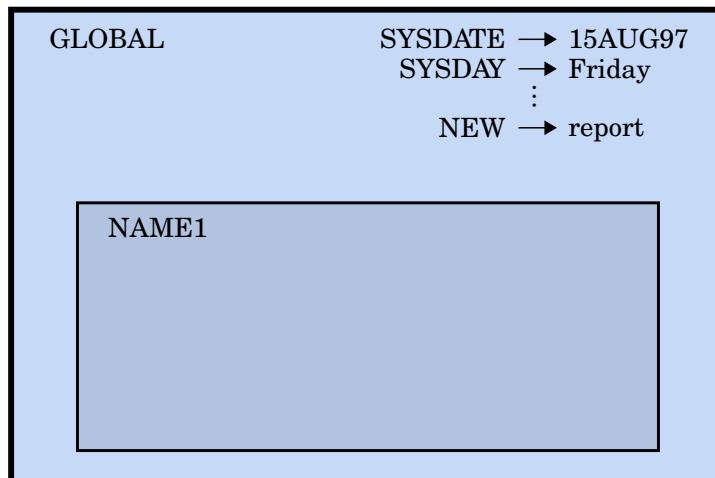 GLOBAL SYSDATE → 15AUG97
SYSDAY → Friday
⋮
NEW → report
NAME1